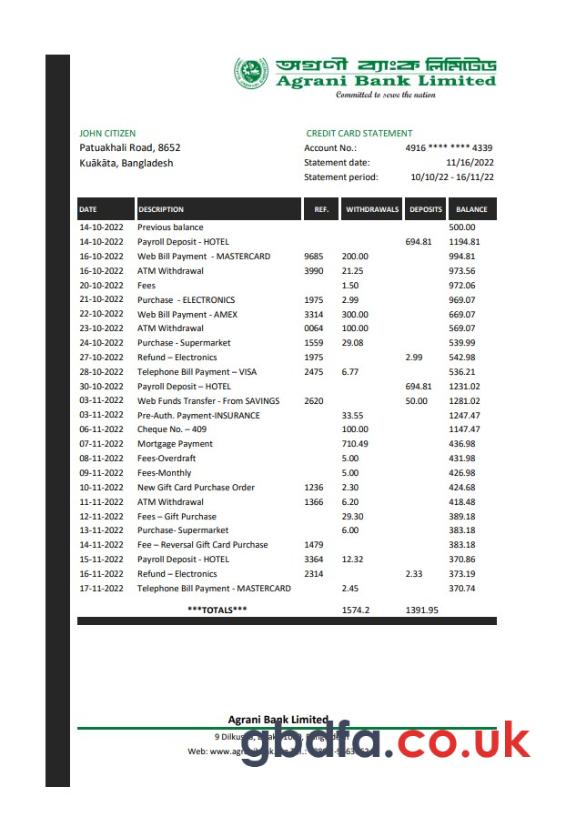 অগ্রণী ব্যাংক লিমিটেড
Agrani Bank Limited
Committed to serve the nation
JOHN CITIZEN CREDIT CARD STATEMENT
Patuakhali Road, 8652 Account No.: 4916 **** **** 4339
Kuākāta, Bangladesh Statement date: 11/16/2022
Statement period: 10/10/22 - 16/11/22
DATE DESCRIPTION REF. WITHDRAWALS DEPOSITS BALANCE
14-10-2022 Previous balance 500.00
14-10-2022 Payroll Deposit - HOTEL 694.81 1194.81
16-10-2022 Web Bill Payment - MASTERCARD 9685 200.00 994.81
16-10-2022 ATM Withdrawal 3990 21.25 973.56
20-10-2022 Fees 1.50 972.06
21-10-2022 Purchase - ELECTRONICS 1975 2.99 969.07
22-10-2022 Web Bill Payment - AMEX 3314 300.00 669.07
23-10-2022 ATM Withdrawal 0064 100.00 569.07
24-10-2022 Purchase - Supermarket 1559 29.08 539.99
27-10-2022 Refund – Electronics 1975 2.99 542.98
28-10-2022 Telephone Bill Payment – VISA 2475 6.77 536.21
30-10-2022 Payroll Deposit – HOTEL 694.81 1231.02
03-11-2022 Web Funds Transfer - From SAVINGS 2620 50.00 1281.02
03-11-2022 Pre-Auth. Payment-INSURANCE 33.55 1247.47
06-11-2022 Cheque No. – 409 100.00 1147.47
07-11-2022 Mortgage Payment 710.49 436.98
08-11-2022 Fees-Overdraft 5.00 431.98
09-11-2022 Fees-Monthly 5.00 426.98
10-11-2022 New Gift Card Purchase Order 1236 2.30 424.68
11-11-2022 ATM Withdrawal 1366 6.20 418.48
12-11-2022 Fees – Gift Purchase 29.30 389.18
13-11-2022 Purchase- Supermarket 6.00 383.18
14-11-2022 Fee – Reversal Gift Card Purchase 1479 383.18
15-11-2022 Payroll Deposit - HOTEL 3364 12.32 370.86
16-11-2022 Refund – Electronics 2314 2.33 373.19
17-11-2022 Telephone Bill Payment - MASTERCARD 2.45 370.74
***TOTALS*** 1574.2 1391.95
Agrani Bank Limited
9
Web:
gbdfa.co.uk